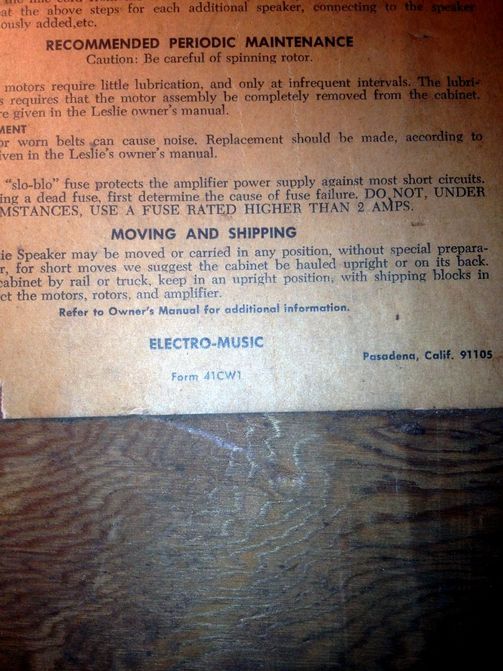 at the above steps for each additional speaker, connecting to the speaker
ously added, etc.
RECOMMENDED PERIODIC MAINTENANCE
Caution: Be careful of spinning rotor.
motors require little lubrication, and only at infrequent intervals. The lubri-
s requires that the motor assembly be completely removed from the cabinet.
re given in the Leslie owner's manual.
MENT
or worn belts can cause noise. Replacement should be made, according to
iven in the Leslie's owner's manual.
"slo-blo" fuse protects the amplifier power supply against most short circuits.
ing a dead fuse, first determine the cause of fuse failure. DO NOT, UNDER
MSTANCES, USE A FUSE RATED HIGHER THAN 2 AMPS.
MOVING AND SHIPPING
ie Speaker may be moved or carried in any position, without special prepara-
r, for short moves we suggest the cabinet be hauled upright or on its back.
cabinet by rail or truck, keep in an upright position, with shipping blocks in
ct the motors, rotors, and amplifier.
Refer to Owner's Manual for additional information.
ELECTRO-MUSIC
Pasadena, Calif. 91105
Form 41CW1